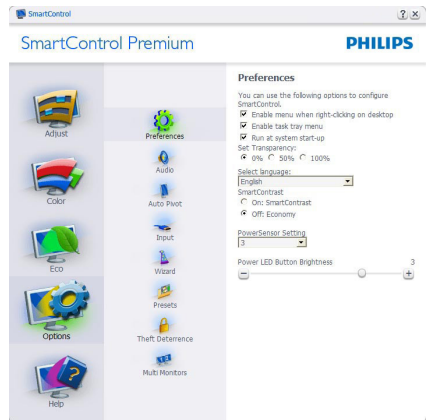 SmartControl
SmartControl Premium
PHILIPS
Adjust
Color
Eco
Options
Help
Preferences
Audio
Auto Pivot
Input
Wizard
Presets
Theft Deterrence
Multi Monitors
Preferences
You can use the following options to configure
SmartControl.
Enable menu when right-clicking on desktop
Enable task tray menu
Run at system start-up
Set Transparency:
0% 50% 100%
Select language:
English
SmartContrast
On: SmartContrast
Off: Economy
PowerSensor Setting
3
Power LED Button Brightness 3